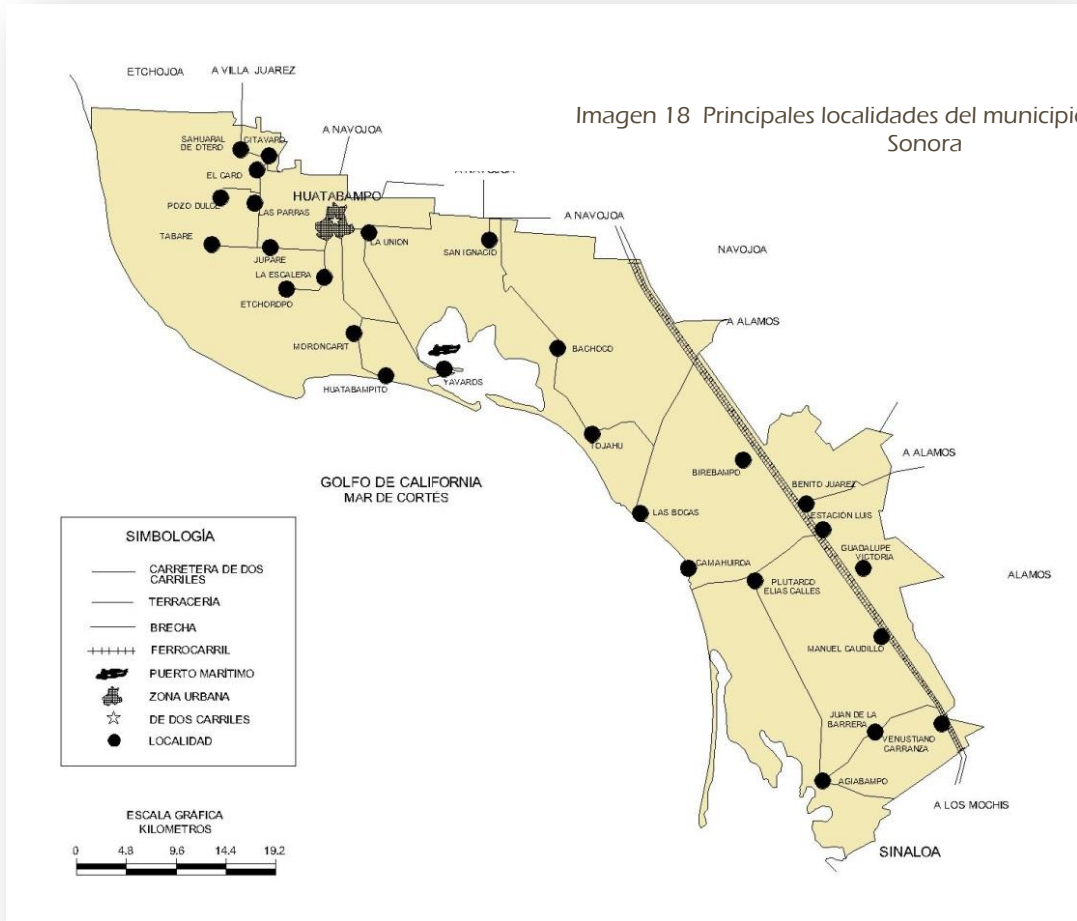 Imagen 18 Principales localidades del municipio
Sonora
ETCHOJOA
A VILLA JUAREZ
A NAVOJOA
SAHUARAL
DE OTERO
CITAVARO
EL CARO
POZO DULCE
LAS PARRAS
HUATABAMPO
A NAVOJOA
A NAVOJOA
NAVOJOA
TABARE
JUPARE
LA UNION
SAN IGNACIO
LA ESCALERA
ETCHOROPO
A ALAMOS
MORONCARIT
BACHOCO
HUATABAMPITO
YAVAROS
TOJAHU
BIREBAMPO
A ALAMOS
GOLFO DE CALIFORNIA
MAR DE CORTÉS
BENITO JUAREZ
LAS BOCAS
ESTACIÓN LUIS
GUADALUPE
VICTORIA
CAMAHUIROA
PLUTARCO
ELIAS CALLES
ALAMOS
MANUEL CAUDILLO
JUAN DE LA
BARRERA
VENUSTIANO
CARRANZA
AGIABAMPO
A LOS MOCHIS
SINALOA
SIMBOLOGÍA
CARRETERA DE DOS
CARRILES
TERRACERÍA
BRECHA
FERROCARRIL
PUERTO MARÍTIMO
ZONA URBANA
DE DOS CARRILES
LOCALIDAD
ESCALA GRÁFICA
KILOMETROS
0 4.8 9.6 14.4 19.2